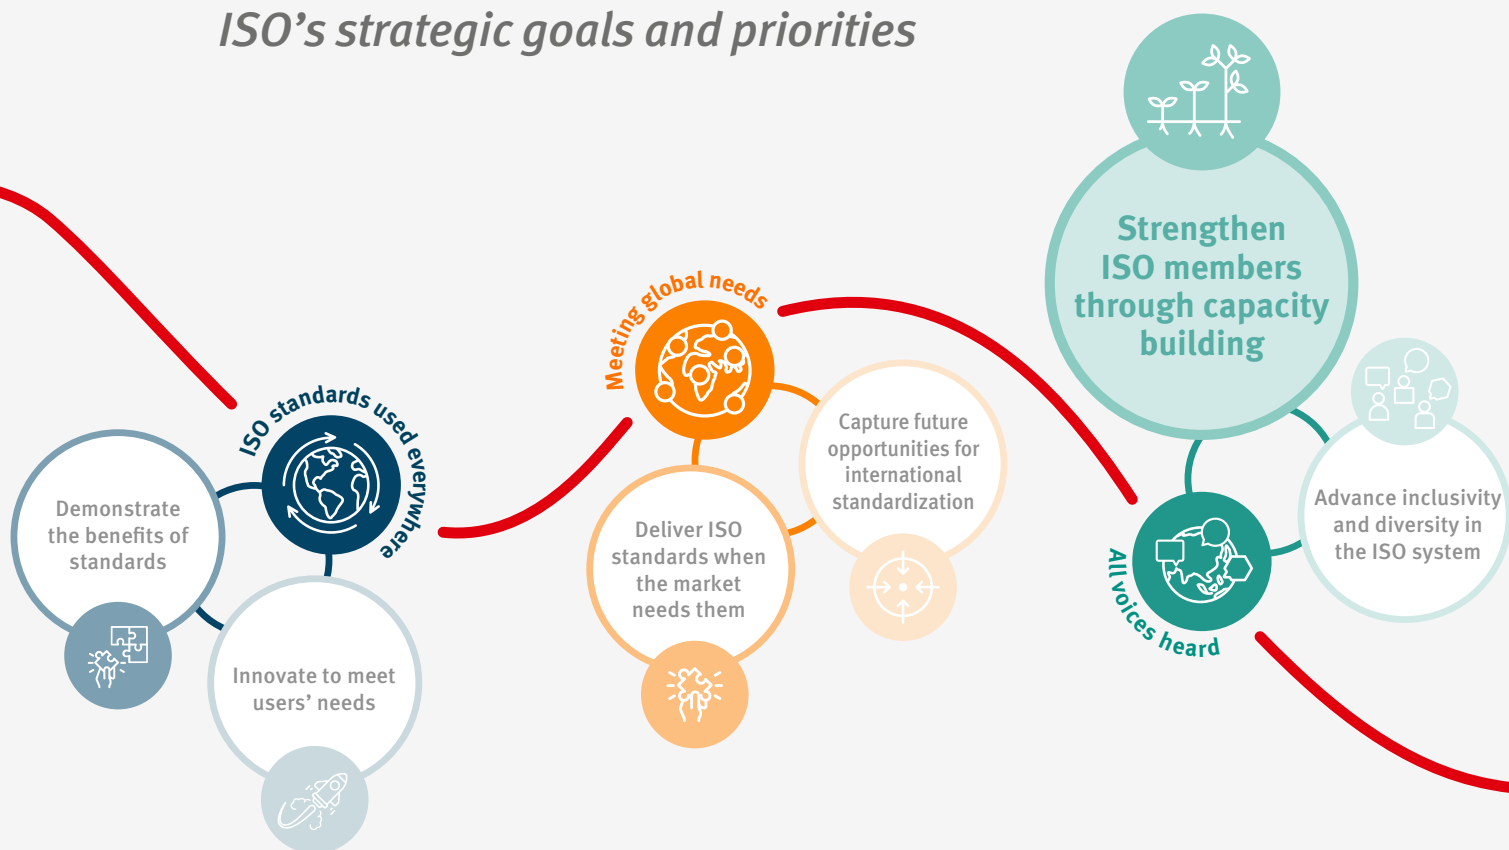 ISO’s strategic goals and priorities
ISO standards used everywhere
Demonstrate
the benefits of
standards
Innovate to meet
users’ needs
Meeting global needs
Deliver ISO
standards when
the market
needs them
Capture future
opportunities for
international
standardization
All voices heard
Strengthen
ISO members
through capacity
building
Advance inclusivity
and diversity in
the ISO system